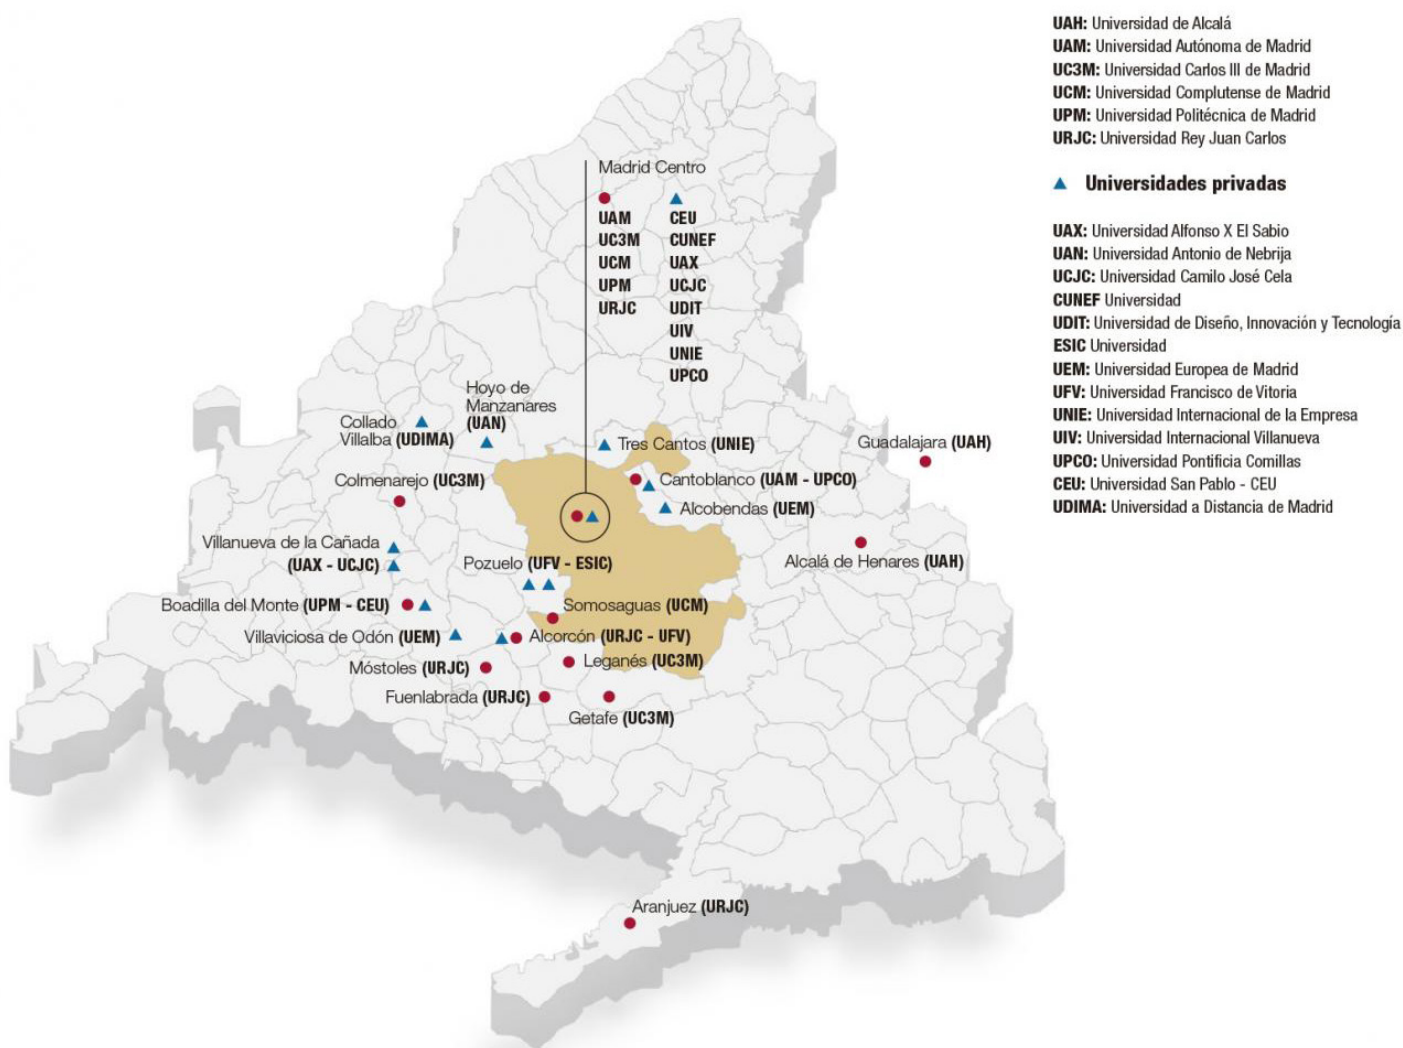 UAH: Universidad de Alcalá
UAM: Universidad Autónoma de Madrid
UC3M: Universidad Carlos III de Madrid
UCM: Universidad Complutense de Madrid
UPM: Universidad Politécnica de Madrid
URJC: Universidad Rey Juan Carlos
Universidades privadas
UAX: Universidad Alfonso X El Sabio
UAN: Universidad Antonio de Nebrija
UCJC: Universidad Camilo José Cela
CUNEF Universidad
UDIT: Universidad de Diseño, Innovación y Tecnología
ESIC Universidad
UEM: Universidad Europea de Madrid
UFV: Universidad Francisco de Vitoria
UNIE: Universidad Internacional de la Empresa
UIV: Universidad Internacional Villanueva
UPCO: Universidad Pontificia Comillas
CEU: Universidad San Pablo - CEU
UDIMA: Universidad a Distancia de Madrid
Madrid Centro
UAM
UC3M
UCM
UPM
URJC
CEU
CUNEF
UAX
UCJC
UDIT
UIV
UNIE
UPCO
Hoyo de
Manzanares
(UAN)
Collado
Villalba (UDIMA)
Tres Cantos (UNIE)
Guadalajara (UAH)
Colmenarejo (UC3M)
Cantoblanco (UAM - UPCO)
Alcobendas (UEM)
Villanueva de la Cañada
(UAX - UCJC)
Pozuelo (UFV - ESIC)
Alcalá de Henares (UAH)
Boadilla del Monte (UPM - CEU)
Somosaguas (UCM)
Villaviciosa de Odón (UEM)
Alcorcón (URJC - UFV)
Móstoles (URJC)
Leganés (UC3M)
Fuenlabrada (URJC)
Getafe (UC3M)
Aranjuez (URJC)